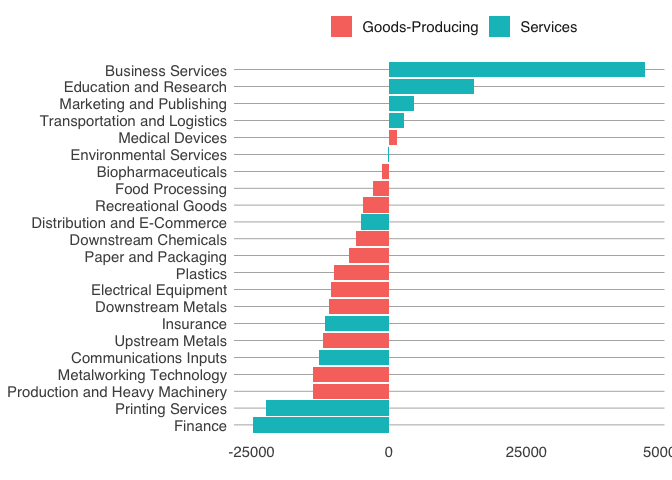 Goods-Producing Services
Business Services
Education and Research
Marketing and Publishing
Transportation and Logistics
Medical Devices
Environmental Services
Biopharmaceuticals
Food Processing
Recreational Goods
Distribution and E-Commerce
Downstream Chemicals
Paper and Packaging
Plastics
Electrical Equipment
Downstream Metals
Insurance
Upstream Metals
Communications Inputs
Metalworking Technology
Production and Heavy Machinery
Printing Services
Finance
-25000 0 25000 5000